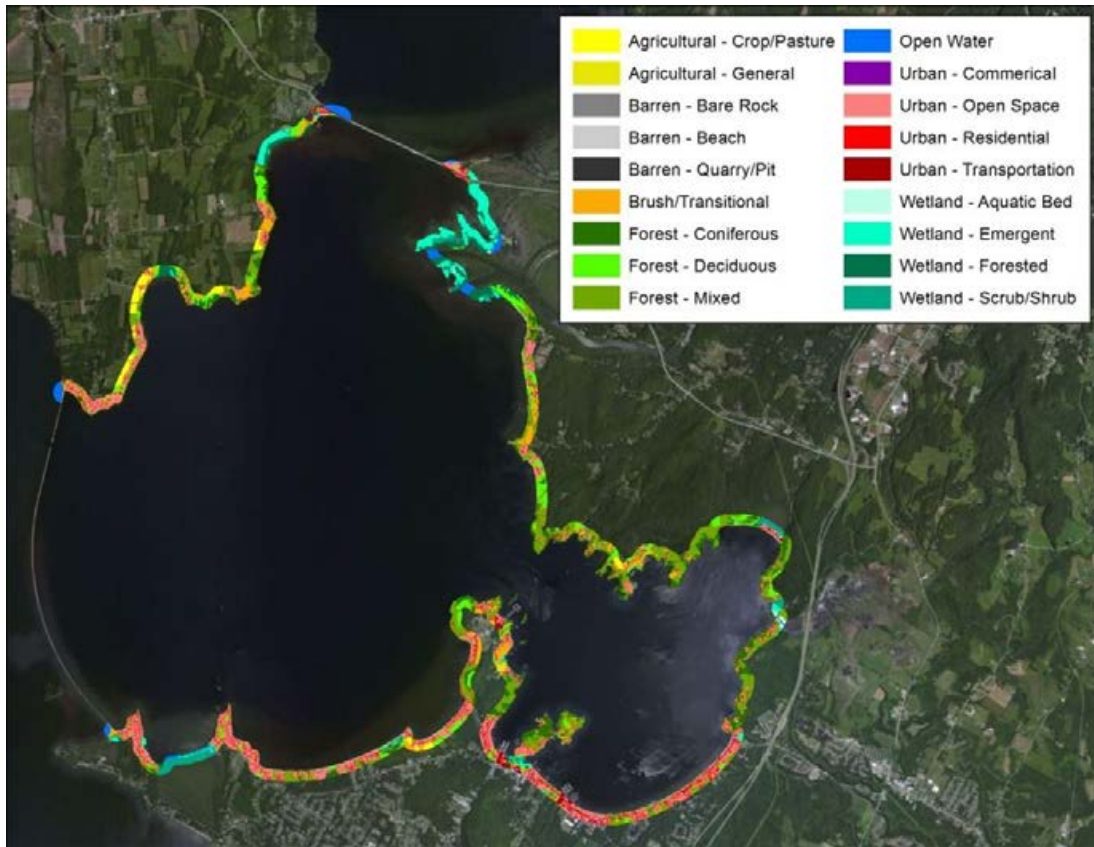 Agricultural - Crop/Pasture
Agricultural - General
Barren - Bare Rock
Barren - Beach
Barren - Quarry/Pit
Brush/Transitional
Forest - Coniferous
Forest - Deciduous
Forest - Mixed
Open Water
Urban - Commerical
Urban - Open Space
Urban - Residential
Urban - Transportation
Wetland - Aquatic Bed
Wetland - Emergent
Wetland - Forested
Wetland - Scrub/Shrub